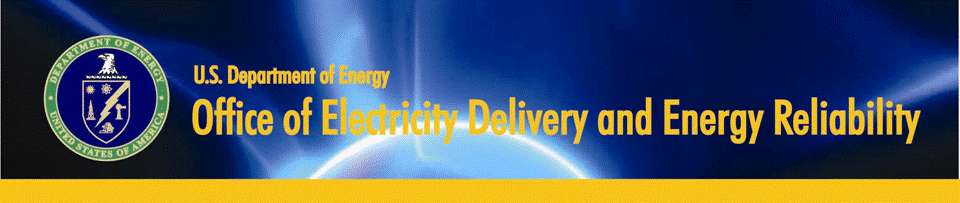 DEPARTMENT OF ENERGY
UNITED STATES OF AMERICA
U.S. Department of Energy
Office of Electricity Delivery and Energy Reliability